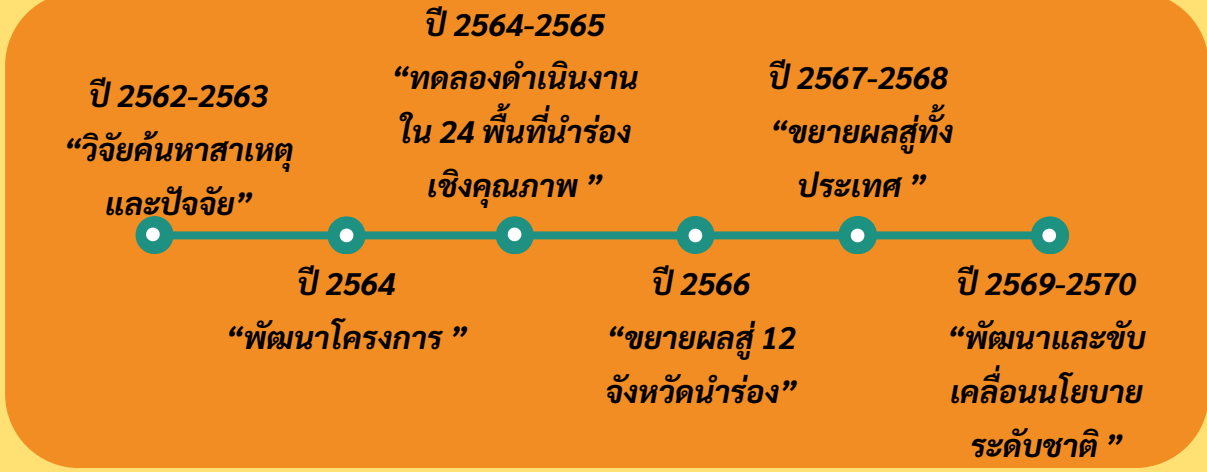 ปี 2562-2563
“วิจัยค้นหาสาเหตุ
และปัจจัย”
ปี 2564
“พัฒนาโครงการ ”
ปี 2564-2565
“ทดลองดำเนินงาน
ใน 24 พื้นที่นำร่อง
เชิงคุณภาพ ”
ปี 2566
“ขยายผลสู่ 12
จังหวัดนำร่อง”
ปี 2567-2568
“ขยายผลสู่ทั้ง
ประเทศ ”
ปี 2569-2570
“พัฒนาและขับ
เคลื่อนนโยบาย
ระดับชาติ ”